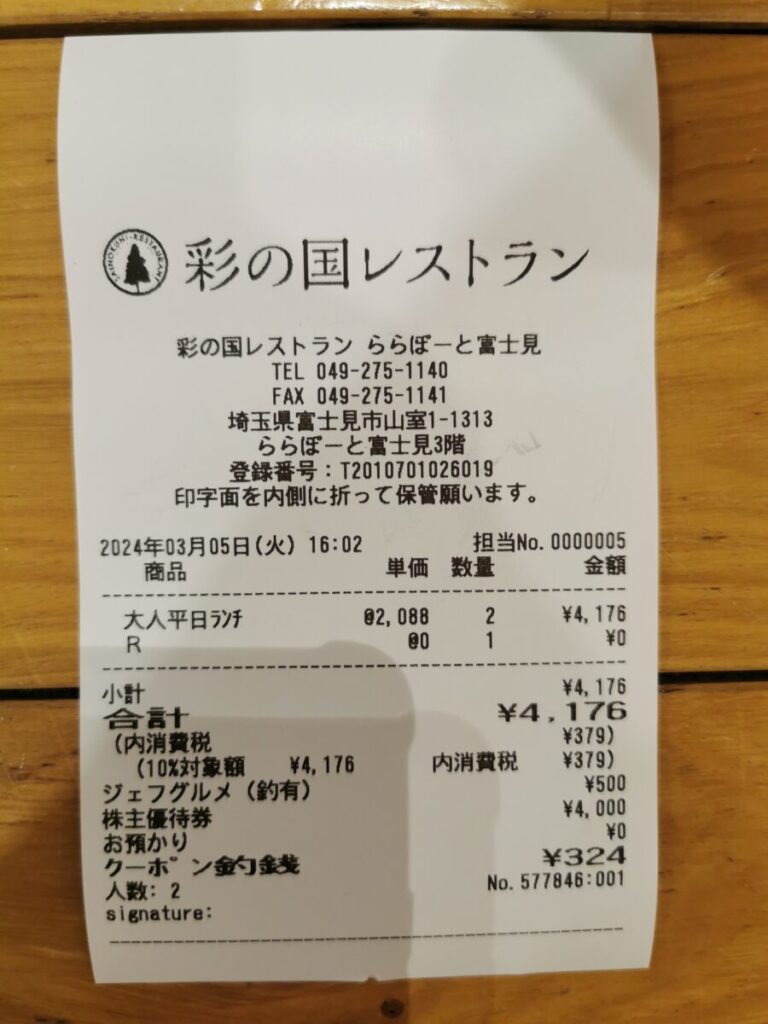 SAINOKUNI-RESTAURANT
彩の国レストラン
彩の国レストラン ららぽーと富士見
TEL 049-275-1140
FAX 049-275-1141
埼玉県富士見市山室1-1313
ららぽーと富士見3階
登録番号：T2010701026019
印字面を内側に折って保管願います。
2024年03月05日(火) 16:02 担当No.0000005
商品 単価 数量 金額
大人平日ﾗﾝﾁ @2,088 2 ¥4,176
R @0 1 ¥0
小計 ¥4,176
合計 ¥4,176
(内消費税 ¥379)
(10%対象額 ¥4,176 内消費税 ¥379)
ジェフグルメ（釣有） ¥500
株主優待券 ¥4,000
お預かり ¥0
クーポン釣銭 ¥324
人数: 2 No.577846:001
signature: